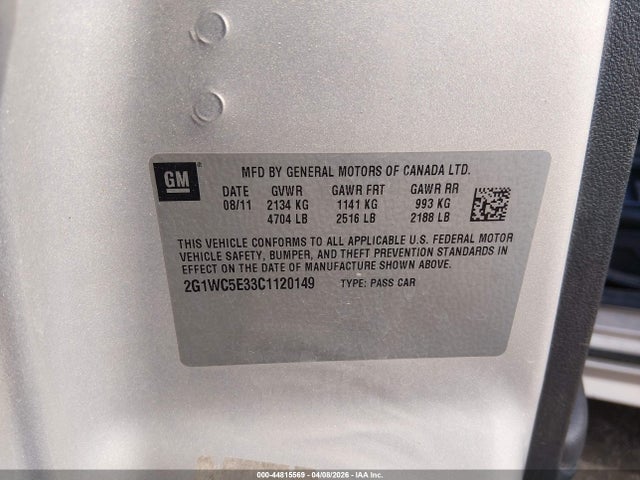 GM
MFD BY GENERAL MOTORS OF CANADA LTD.
DATE GVWR GAWR FRT GAWR RR
08/11 2134 KG 1141 KG 993 KG
4704 LB 2516 LB 2188 LB
THIS VEHICLE CONFORMS TO ALL APPLICABLE U.S. FEDERAL MOTOR
VEHICLE SAFETY, BUMPER, AND THEFT PREVENTION STANDARDS IN
EFFECT ON THE DATE OF MANUFACTURE SHOWN ABOVE.
2G1WC5E33C1120149 TYPE: PASS CAR
000-44815569 - 04/08/2026 - IAA Inc.